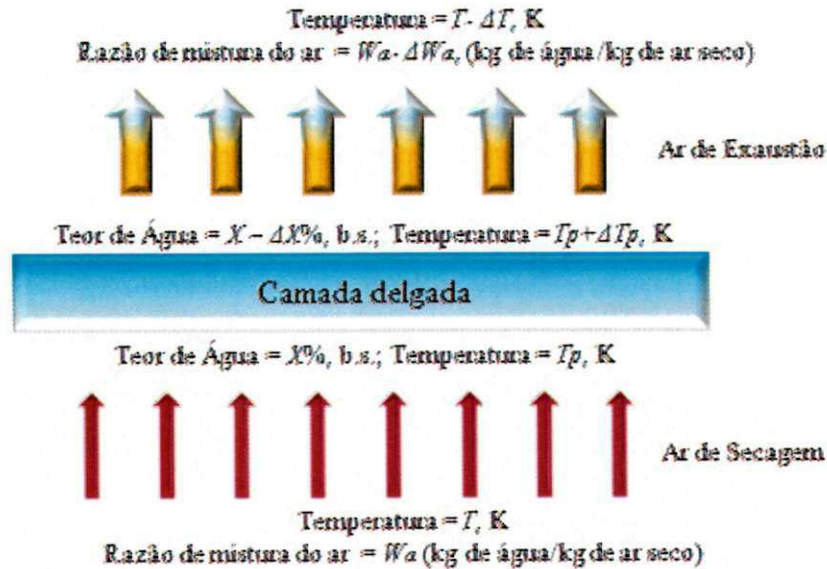 Temperatura = T - ΔT, K
Razão de mistura do ar = Wa - ΔWa, (kg de água/kg de ar seco)
Ar de Exaustão
Teor de Água = X - ΔX%, b.s.; Temperatura = Tp+ΔTp, K
Camada delgada
Teor de Água = X%, b.s.; Temperatura = Tp, K
Ar de Secagem
Temperatura = T, K
Razão de mistura do ar = Wa (kg de água/kg de ar seco)